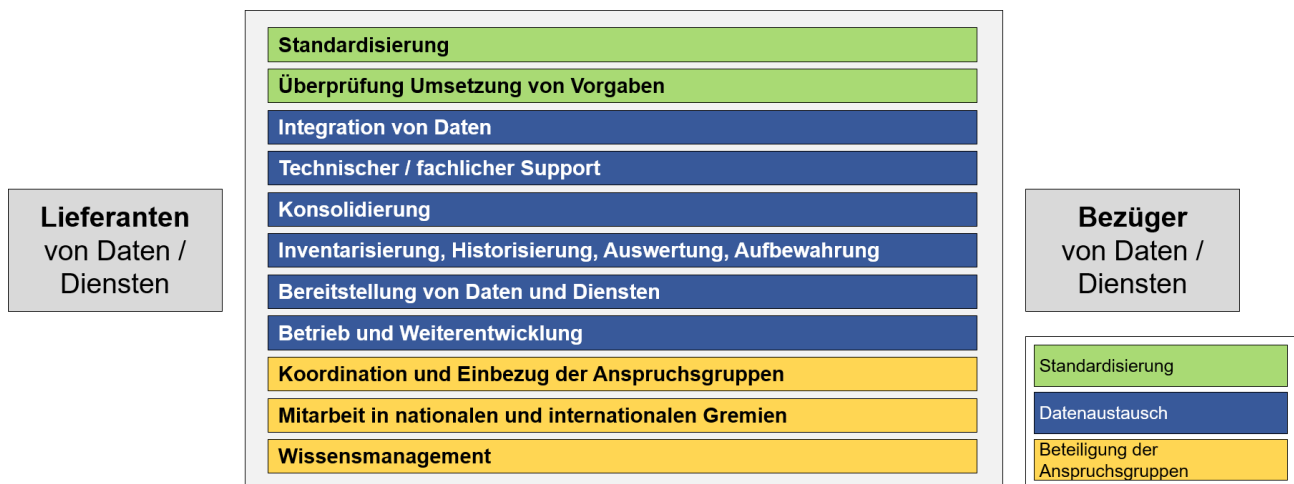 Lieferanten
von Daten /
Diensten
Standardisierung
Überprüfung Umsetzung von Vorgaben
Integration von Daten
Technischer / fachlicher Support
Konsolidierung
Inventarisierung, Historisierung, Auswertung, Aufbewahrung
Bereitstellung von Daten und Diensten
Betrieb und Weiterentwicklung
Koordination und Einbezug der Anspruchsgruppen
Mitarbeit in nationalen und internationalen Gremien
Wissensmanagement
Bezüger
von Daten /
Diensten
Standardisierung
Datenaustausch
Beteiligung der
Anspruchsgruppen